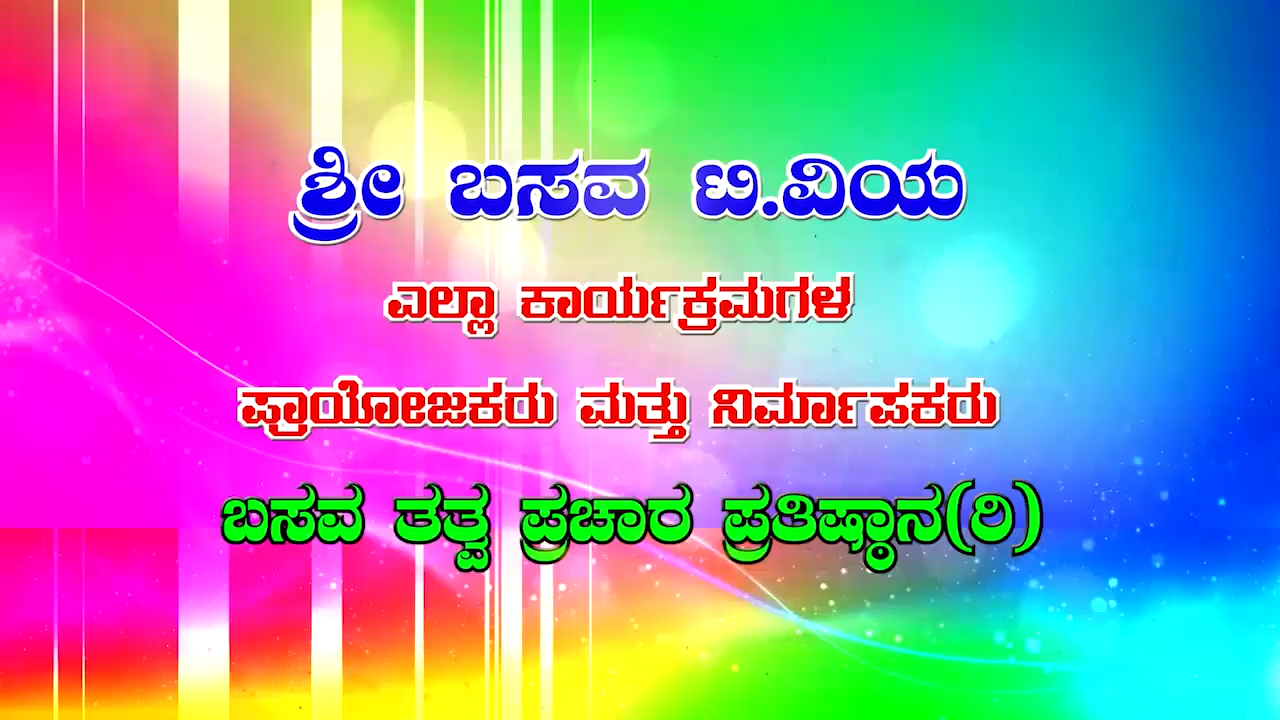 ಶ್ರೀ ಬಸವ ಟಿ.ವಿಯ
ಎಲ್ಲಾ ಕಾರ್ಯಕ್ರಮಗಳ
ಪ್ರಾಯೋಜಕರು ಮತ್ತು ನಿರ್ಮಾಪಕರು
ಬಸವ ತತ್ವ ಪ್ರಚಾರ ಪ್ರತಿಷ್ಠಾನ(ರಿ)